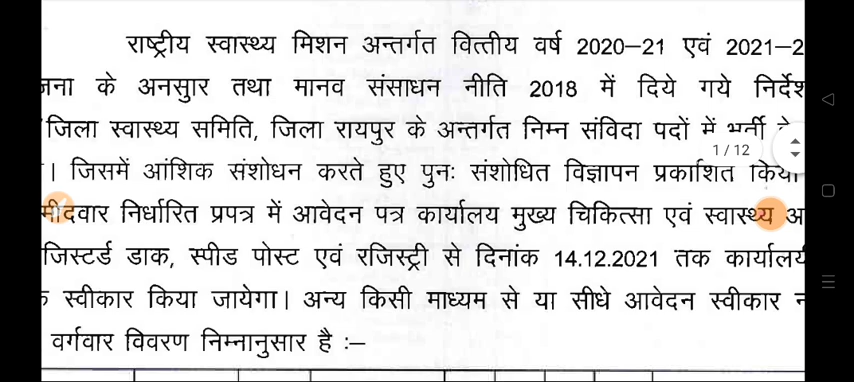 राष्ट्रीय स्वास्थ्य मिशन अन्तर्गत वित्तीय वर्ष 2020–21 एवं 2021–2
जना के अनसुार तथा मानव संसाधन नीति 2018 में दिये गये निर्देश
जिला स्वास्थ्य समिति, जिला रायपुर के अन्तर्गत निम्न संविदा पदों में भर्ती
1 / 12
। जिसमें आंशिक संशोधन करते हुए पुनः संशोधित विज्ञापन प्रकाशित किया
मीदवार निर्धारित प्रपत्र में आवेदन पत्र कार्यालय मुख्य चिकित्सा एवं स्वास्थ्य अ
जिस्टर्ड डाक, स्पीड पोस्ट एवं रजिस्ट्री से दिनांक 14.12.2021 तक कार्यालय
स्वीकार किया जायेगा। अन्य किसी माध्यम से या सीधे आवेदन स्वीकार न
वर्गवार विवरण निम्नानुसार है :–